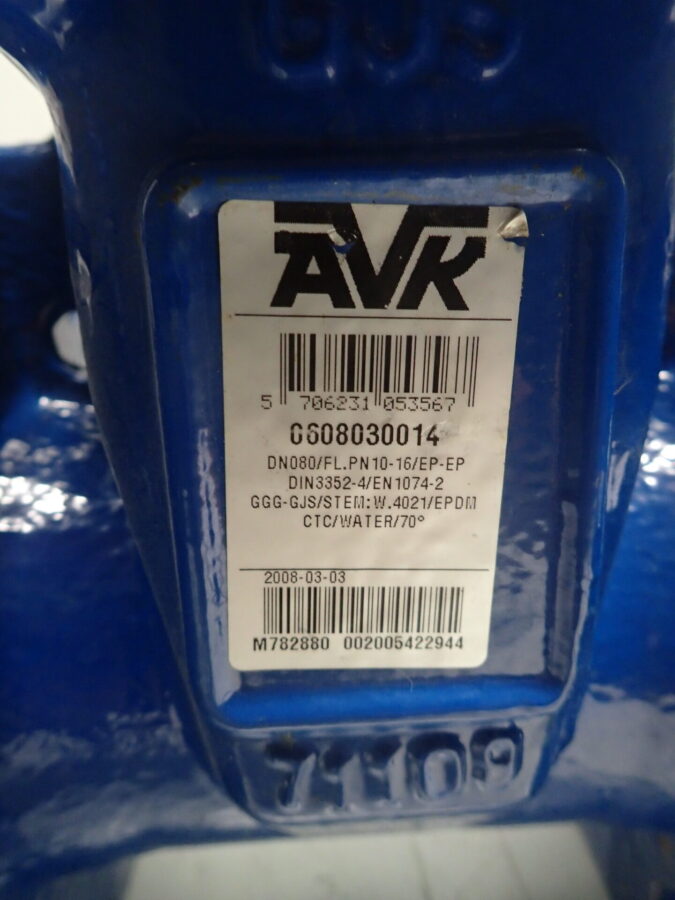 GJS
AVK
5 706231 053567
0608030014
DN080/FL.PN10-16/EP-EP
DIN3352-4/EN1074-2
GGG-GJS/STEM:W.4021/EPDM
CTC/WATER/70°
2008-03-03
M782880 002005422944